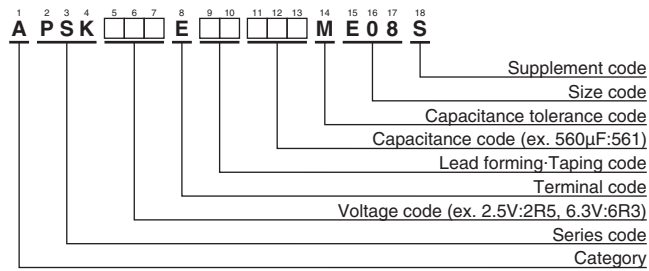 1 2 3 4 5 6 7 8 9 10 11 12 13 14 15 16 17 18
A PSK E M E08 S
Supplement code
Size code
Capacitance tolerance code
Capacitance code (ex. 560μF:561)
Lead forming·Taping code
Terminal code
Voltage code (ex. 2.5V:2R5, 6.3V:6R3)
Series code
Category